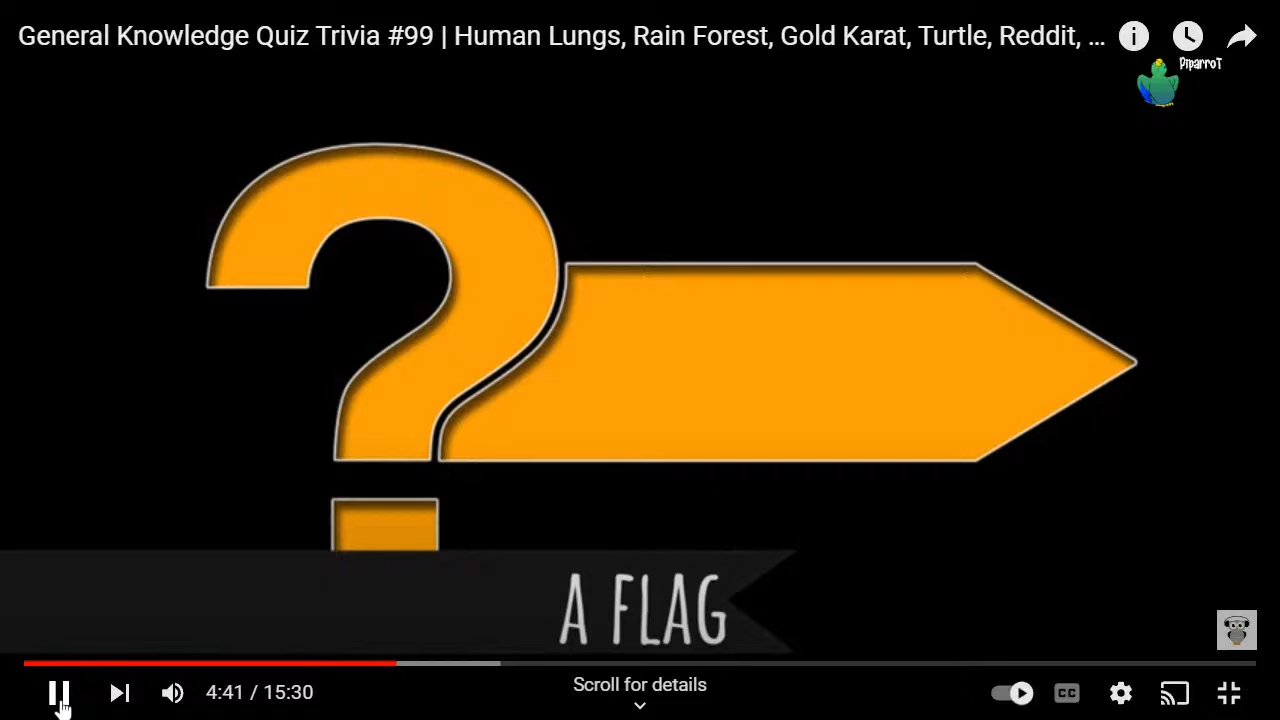 General Knowledge Quiz Trivia #99 | Human Lungs, Rain Forest, Gold Karat, Turtle, Reddit, ...
PiparroT
?
A FLAG
4:41 / 15:30
Scroll for details
CC